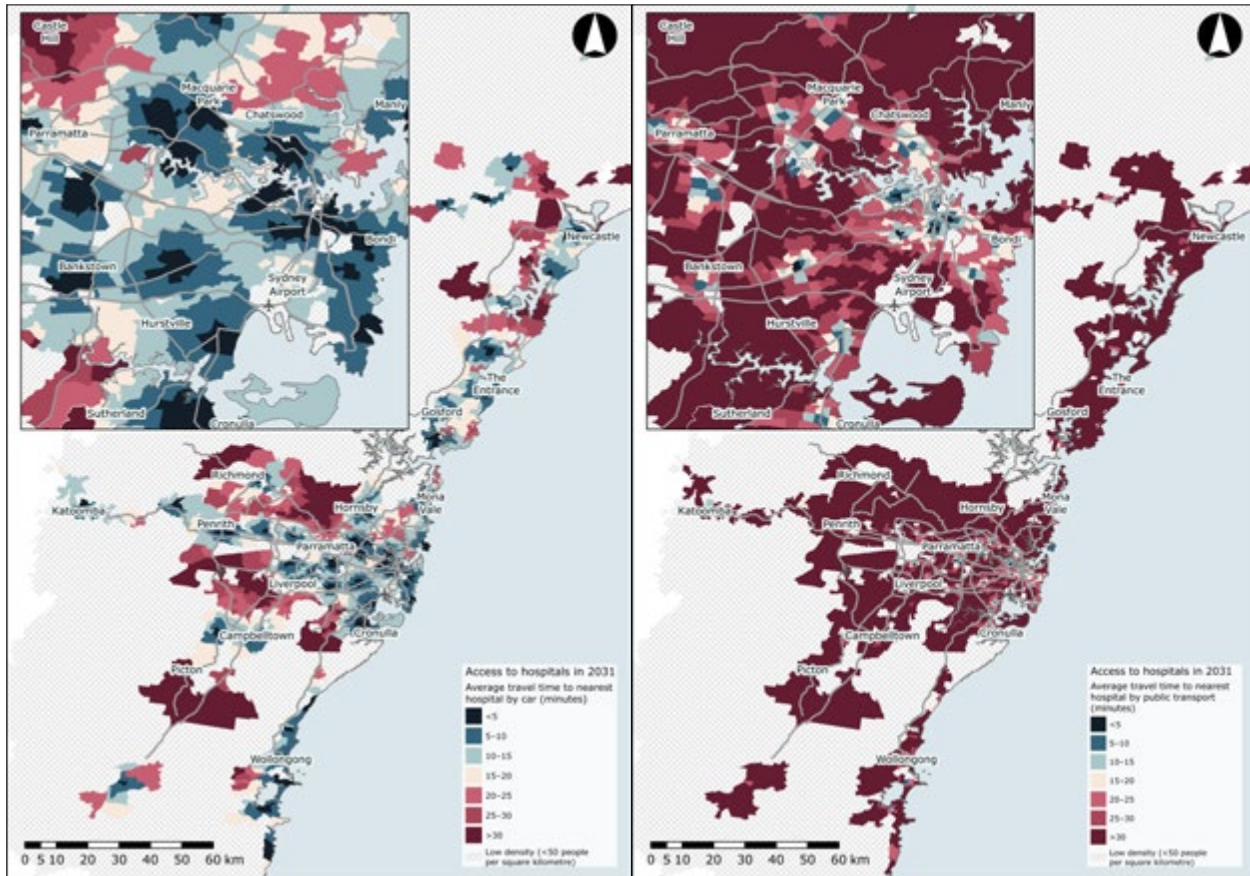 Castle
Hill
Macquarie
Park
Chatswood
Manly
Parramatta
Bondi
Bankstown
Sydney
Airport
Hurstville
Sutherland
Cronulla
Newcastle
The
Entrance
Gosford
Richmond
Hornsby
Mona
Vale
Katoomba
Penrith
Parramatta
Liverpool
Campbelltown
Cronulla
Picton
Wollongong
Access to hospitals in 2031
Average travel time to nearest
hospital by car (minutes)
<5
5–10
10–15
15–20
20–25
25–30
>30
Low density (<50 people
per square kilometre)
0 5 10 20 30 40 50 60 km
Castle
Hill
Macquarie
Park
Chatswood
Manly
Parramatta
Bondi
Bankstown
Sydney
Airport
Hurstville
Sutherland
Cronulla
Newcastle
The
Entrance
Gosford
Richmond
Hornsby
Mona
Vale
Katoomba
Penrith
Parramatta
Liverpool
Campbelltown
Cronulla
Picton
Wollongong
Access to hospitals in 2031
Average travel time to nearest
hospital by public transport
(minutes)
<5
5–10
10–15
15–20
20–25
25–30
>30
Low density (<50 people
per square kilometre)
0 5 10 20 30 40 50 60 km